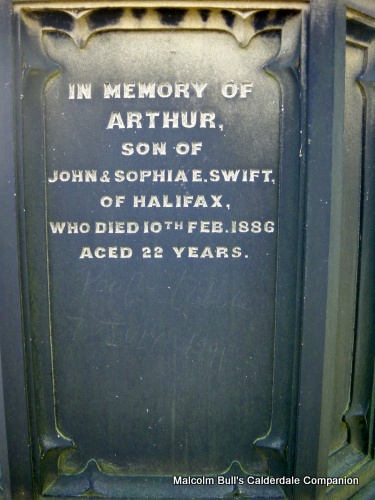 IN MEMORY OF
ARTHUR,
SON OF
JOHN & SOPHIA E. SWIFT,
OF HALIFAX,
WHO DIED 10TH FEB. 1886
AGED 22 YEARS.
Malcolm Bull's Calderdale Companion